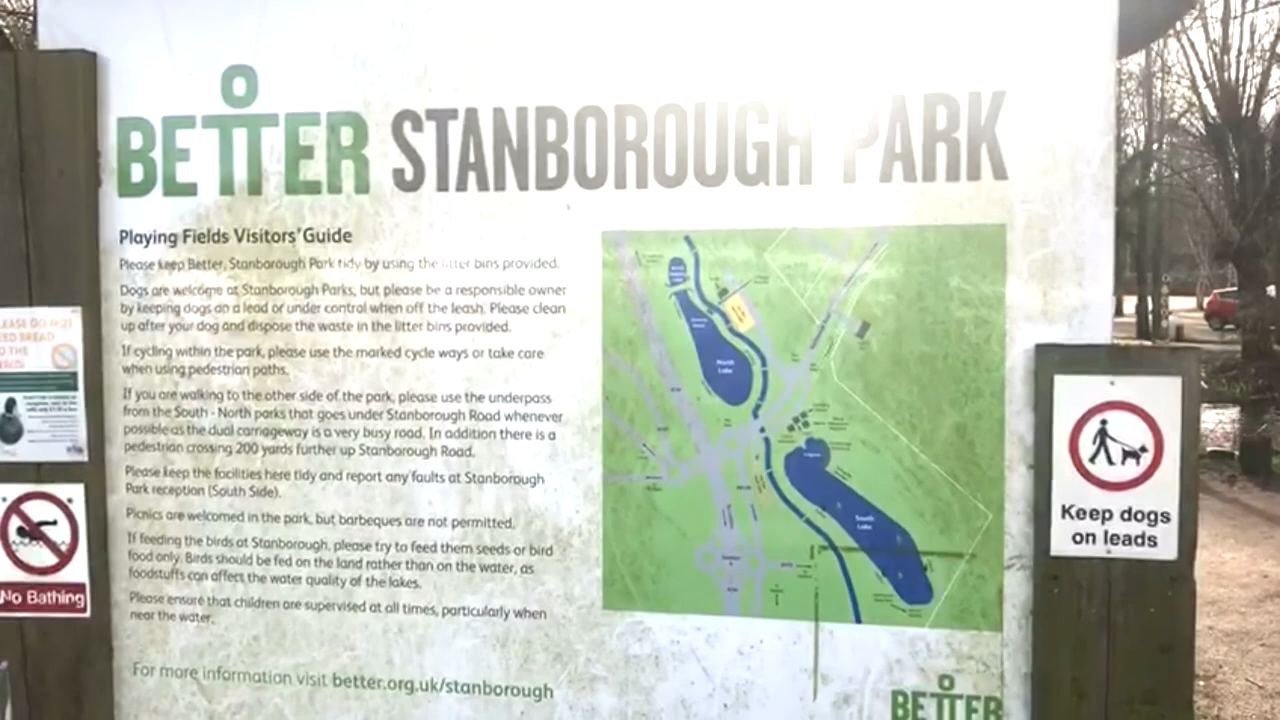 BETTER STANBOROUGH PARK
Playing Fields Visitors' Guide
Please keep Better, Stanborough Park tidy by using the litter bins provided.
Dogs are welcome at Stanborough Parks, but please be a responsible owner
by keeping dogs on a lead or under control when off the leash. Please clean
up after your dog and dispose the waste in the litter bins provided.
If cycling within the park, please use the marked cycle ways or take care
when using pedestrian paths.
If you are walking to the other side of the park, please use the underpass
from the South - North parks that goes under Stanborough Road whenever
possible as the dual carriageway is a very busy road. In addition there is a
pedestrian crossing 200 yards further up Stanborough Road.
Please keep the facilities here tidy and report any faults at Stanborough
Park reception (South Side).
Picnics are welcomed in the park, but barbeques are not permitted.
If feeding the birds at Stanborough, please try to feed them seeds or bird
food only. Birds should be fed on the land rather than on the water, as
foodstuffs can affect the water quality of the lakes.
Please ensure that children are supervised at all times, particularly when
near the water.
For more information visit better.org.uk/stanborough
North
Lake
South
Lake
BETTER
EASE DO NOT
ED BREAD
O THE
No Bathing
Keep dogs
on leads